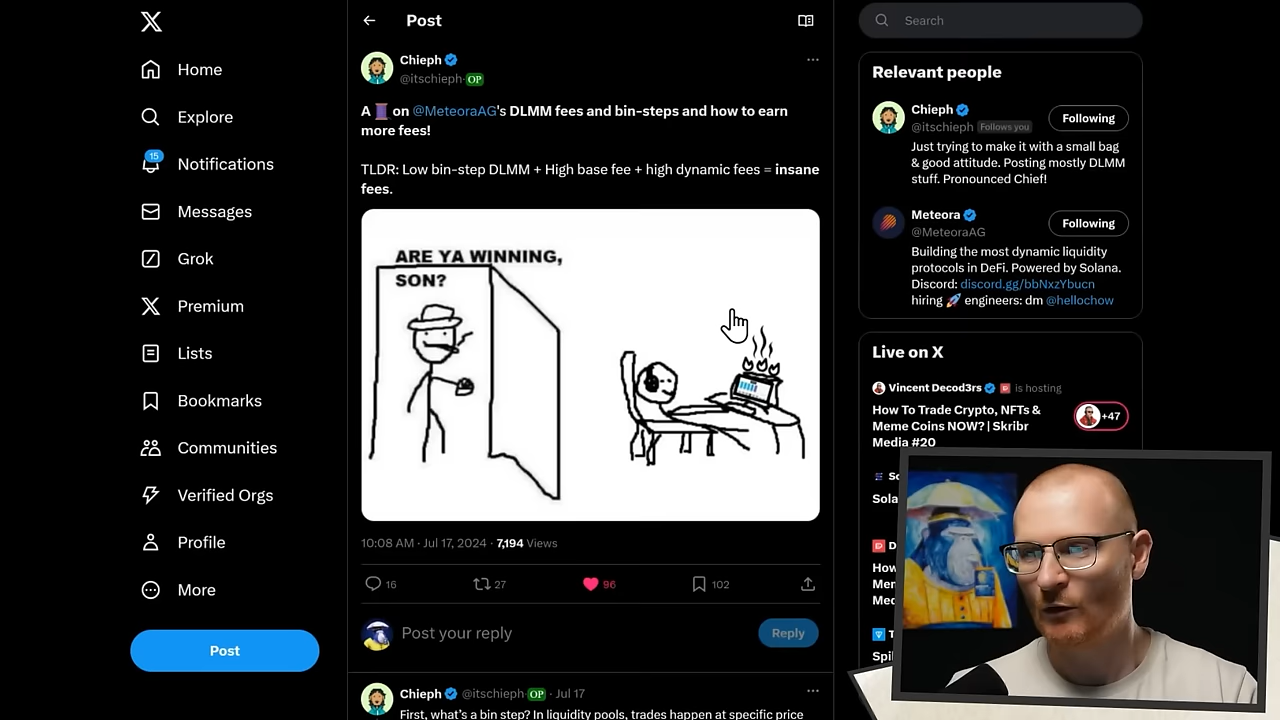 Post
Search
Home
Explore
15
Notifications
Messages
Grok
Premium
Lists
Bookmarks
Communities
Verified Orgs
Profile
More
Post
Chieph
@itschieph·OP
A 🧵 on @MeteoraAG's DLMM fees and bin-steps and how to earn
more fees!
TLDR: Low bin-step DLMM + High base fee + high dynamic fees = insane
fees.
ARE YA WINNING,
SON?
10:08 AM · Jul 17, 2024 · 7,194 Views
16
27
96
102
Post your reply
Reply
Chieph @itschieph·OP · Jul 17
First, what's a bin step? In liquidity pools, trades happen at specific price
Relevant people
Chieph
@itschieph Follows you
Following
Just trying to make it with a small bag
& good attitude. Posting mostly DLMM
stuff. Pronounced Chief!
Meteora
@MeteoraAG
Following
Building the most dynamic liquidity
protocols in DeFi. Powered by Solana.
Discord: discord.gg/bbNxzYbucn
hiring 🚀 engineers: dm @hellochow
Live on X
Vincent Decod3rs is hosting
How To Trade Crypto, NFTs &
Meme Coins NOW? | Skribr
Media #20
+47